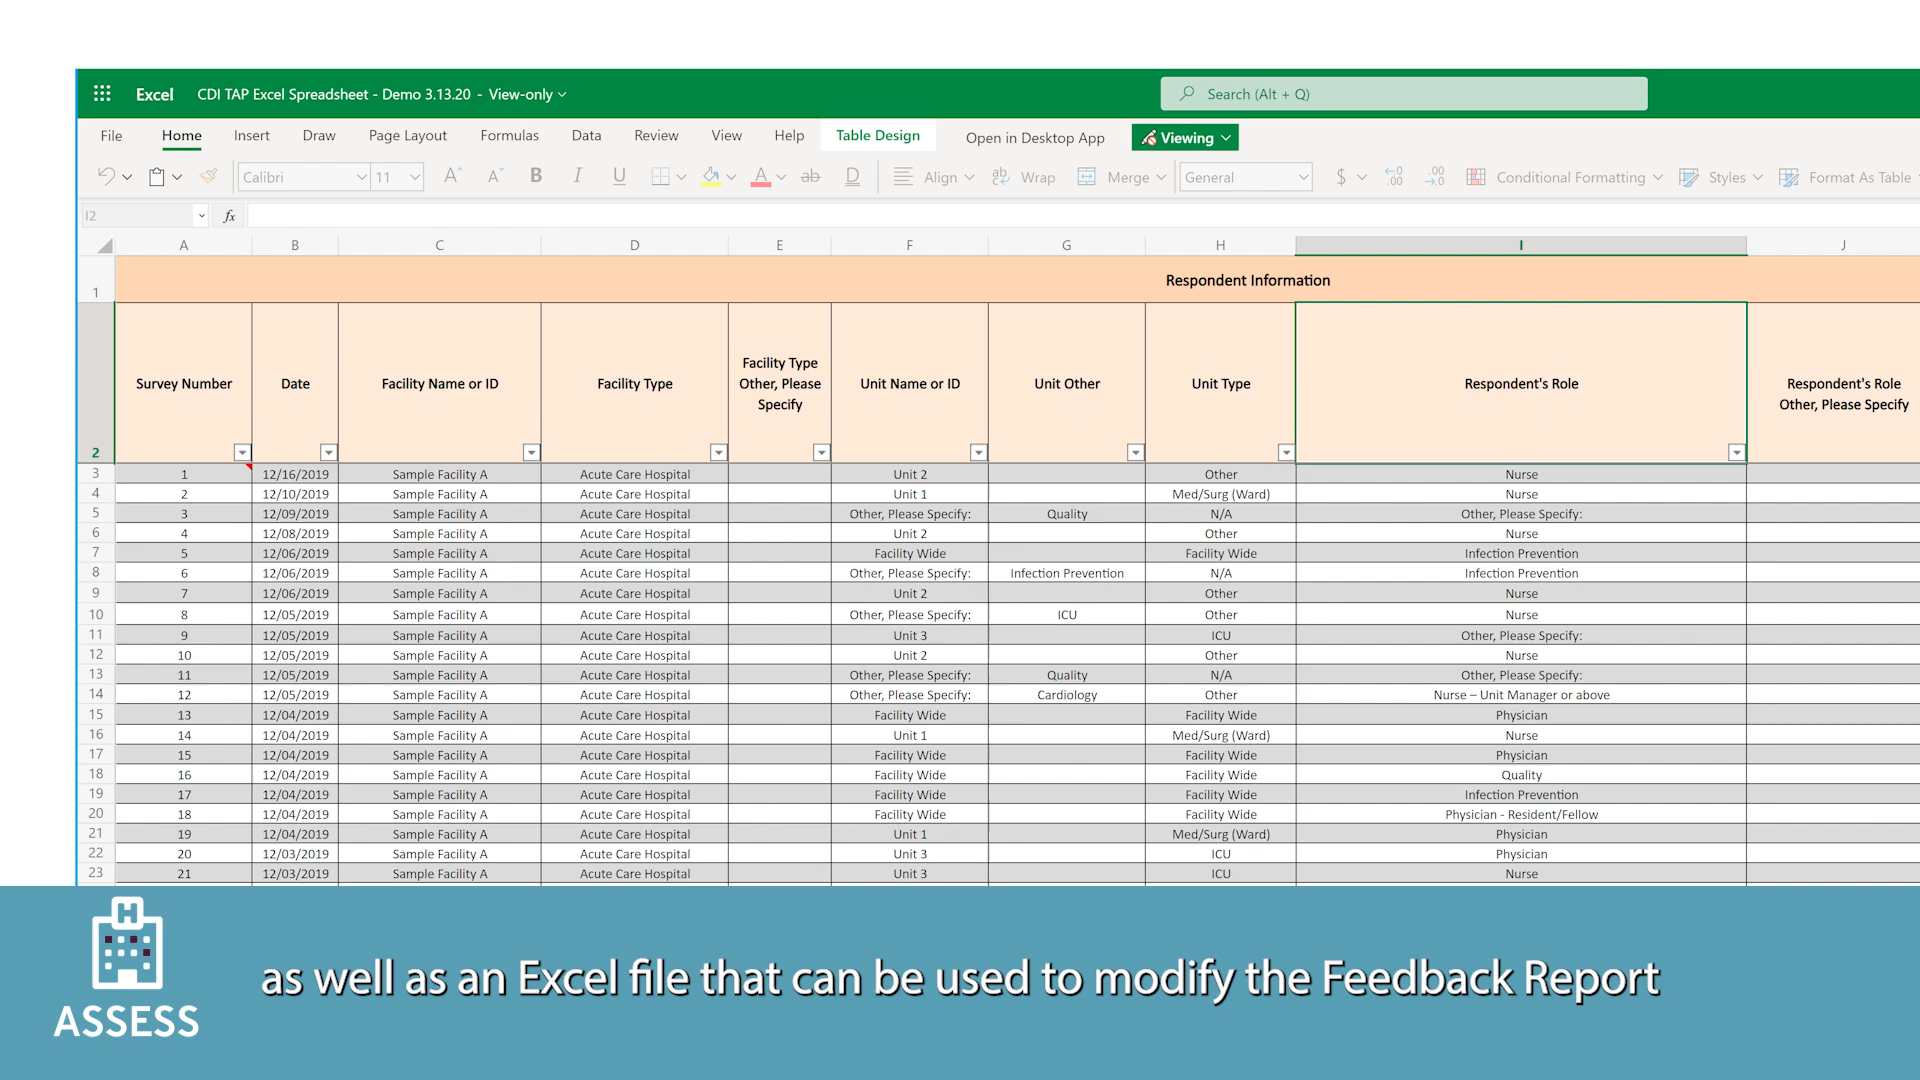 Excel CDI TAP Excel Spreadsheet - Demo 3.13.20 - View-only Search (Alt + Q)
File Home Insert Draw Page Layout Formulas Data Review View Help Table Design Open in Desktop App Viewing
Calibri 11 A A B I U A ab D Align ab Wrap Merge General $ .00 .00 Conditional Formatting Styles Format As Table
I2 fx
A B C D E F G H I J
1 Respondent Information
2 Survey Number Date Facility Name or ID Facility Type Facility Type Other, Please Specify Unit Name or ID Unit Other Unit Type Respondent's Role Respondent's Role Other, Please Specify
3 1 12/16/2019 Sample Facility A Acute Care Hospital Unit 2 Other Nurse
4 2 12/10/2019 Sample Facility A Acute Care Hospital Unit 1 Med/Surg (Ward) Nurse
5 3 12/09/2019 Sample Facility A Acute Care Hospital Other, Please Specify: Quality N/A Other, Please Specify:
6 4 12/08/2019 Sample Facility A Acute Care Hospital Unit 2 Other Nurse
7 5 12/06/2019 Sample Facility A Acute Care Hospital Facility Wide Facility Wide Infection Prevention
8 6 12/06/2019 Sample Facility A Acute Care Hospital Other, Please Specify: Infection Prevention N/A Infection Prevention
9 7 12/06/2019 Sample Facility A Acute Care Hospital Unit 2 Other Nurse
10 8 12/05/2019 Sample Facility A Acute Care Hospital Other, Please Specify: ICU Other Nurse
11 9 12/05/2019 Sample Facility A Acute Care Hospital Unit 3 ICU Other, Please Specify:
12 10 12/05/2019 Sample Facility A Acute Care Hospital Unit 2 Other Nurse
13 11 12/05/2019 Sample Facility A Acute Care Hospital Other, Please Specify: Quality N/A Other, Please Specify:
14 12 12/05/2019 Sample Facility A Acute Care Hospital Other, Please Specify: Cardiology Other Nurse – Unit Manager or above
15 13 12/04/2019 Sample Facility A Acute Care Hospital Facility Wide Facility Wide Physician
16 14 12/04/2019 Sample Facility A Acute Care Hospital Unit 1 Med/Surg (Ward) Nurse
17 15 12/04/2019 Sample Facility A Acute Care Hospital Facility Wide Facility Wide Physician
18 16 12/04/2019 Sample Facility A Acute Care Hospital Facility Wide Facility Wide Quality
19 17 12/04/2019 Sample Facility A Acute Care Hospital Facility Wide Facility Wide Infection Prevention
20 18 12/04/2019 Sample Facility A Acute Care Hospital Facility Wide Facility Wide Physician - Resident/Fellow
21 19 12/04/2019 Sample Facility A Acute Care Hospital Unit 1 Med/Surg (Ward) Physician
22 20 12/03/2019 Sample Facility A Acute Care Hospital Unit 3 ICU Physician
23 21 12/03/2019 Sample Facility A Acute Care Hospital Unit 3 ICU Nurse
H
ASSESS
as well as an Excel file that can be used to modify the Feedback Report